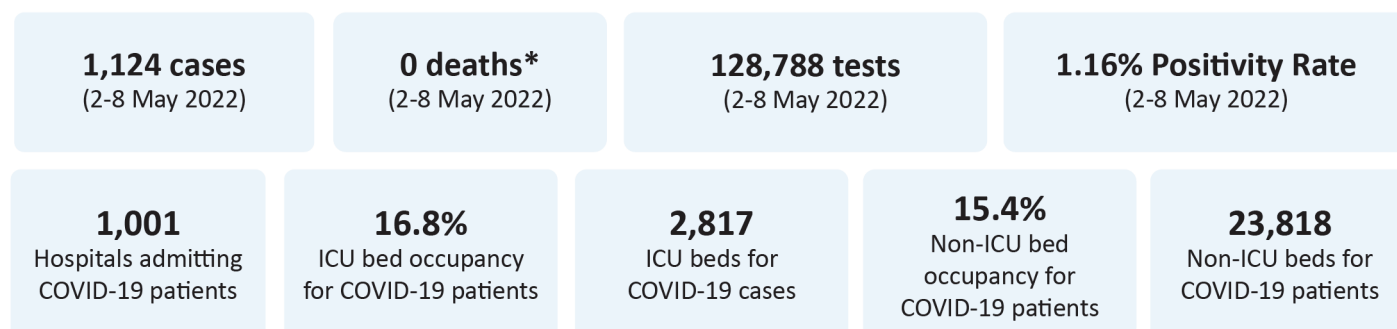 1,124 cases
(2-8 May 2022)
0 deaths*
(2-8 May 2022)
128,788 tests
(2-8 May 2022)
1.16% Positivity Rate
(2-8 May 2022)
1,001
Hospitals admitting
COVID-19 patients
16.8%
ICU bed occupancy
for COVID-19 patients
2,817
ICU beds for
COVID-19 cases
15.4%
Non-ICU bed
occupancy for
COVID-19 patients
23,818
Non-ICU beds for
COVID-19 patients